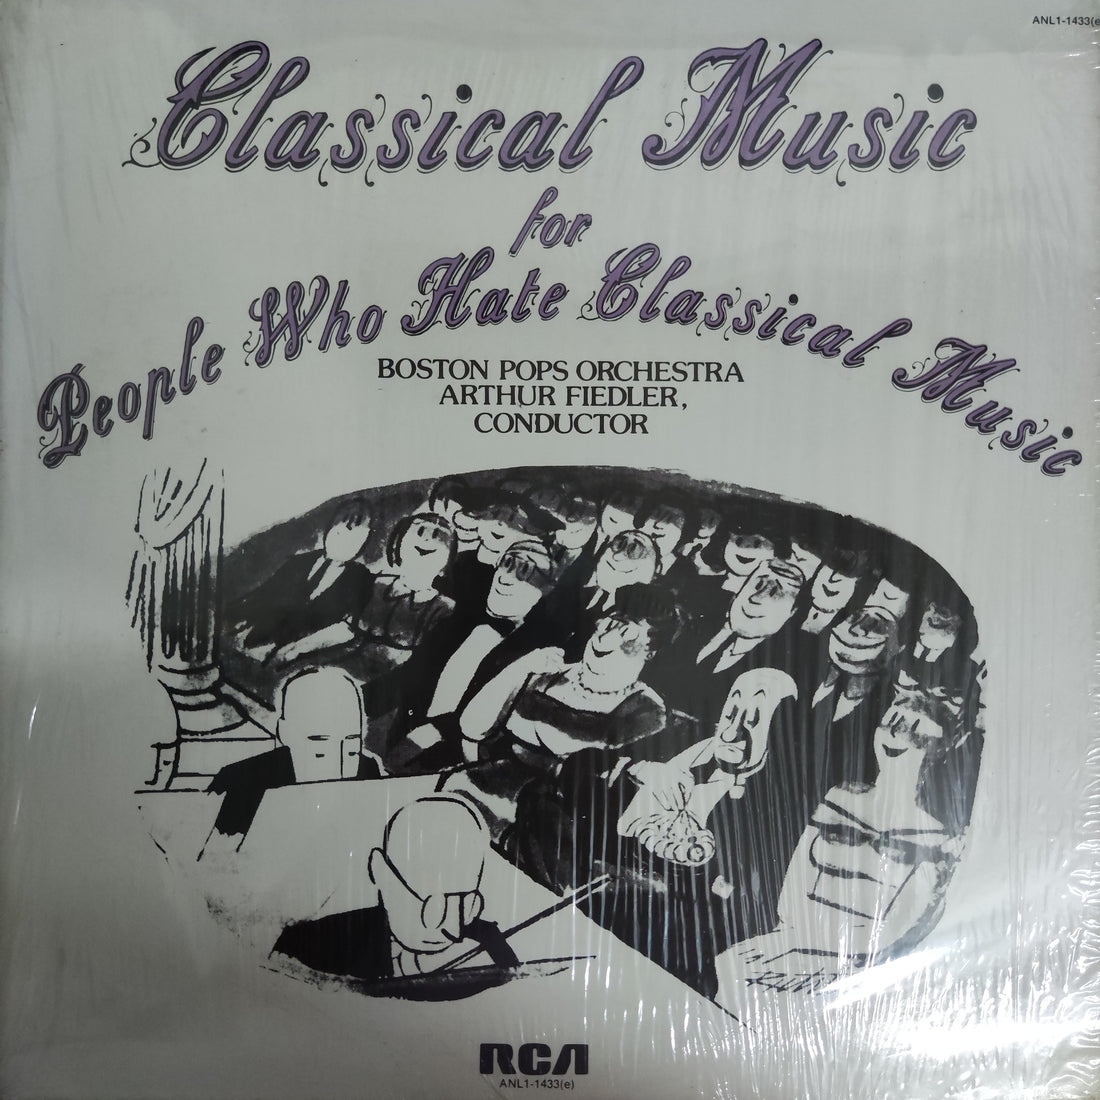 ANL1-1433(e
Classical Music
for
People Who Hate Classical Music
BOSTON POPS ORCHESTRA
ARTHUR FIEDLER,
CONDUCTOR
RCA
ANL1-1433(e)